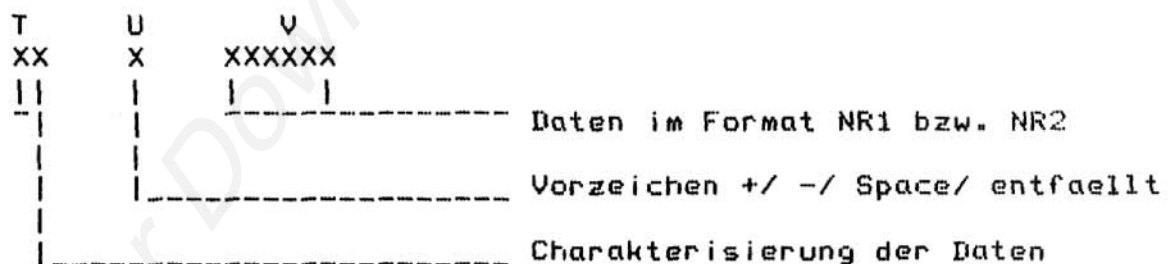 T U V
XX X XXXXXX
Daten im Format NR1 bzw. NR2
Vorzeichen +/ -/ Space/ entfaellt
Charakterisierung der Daten